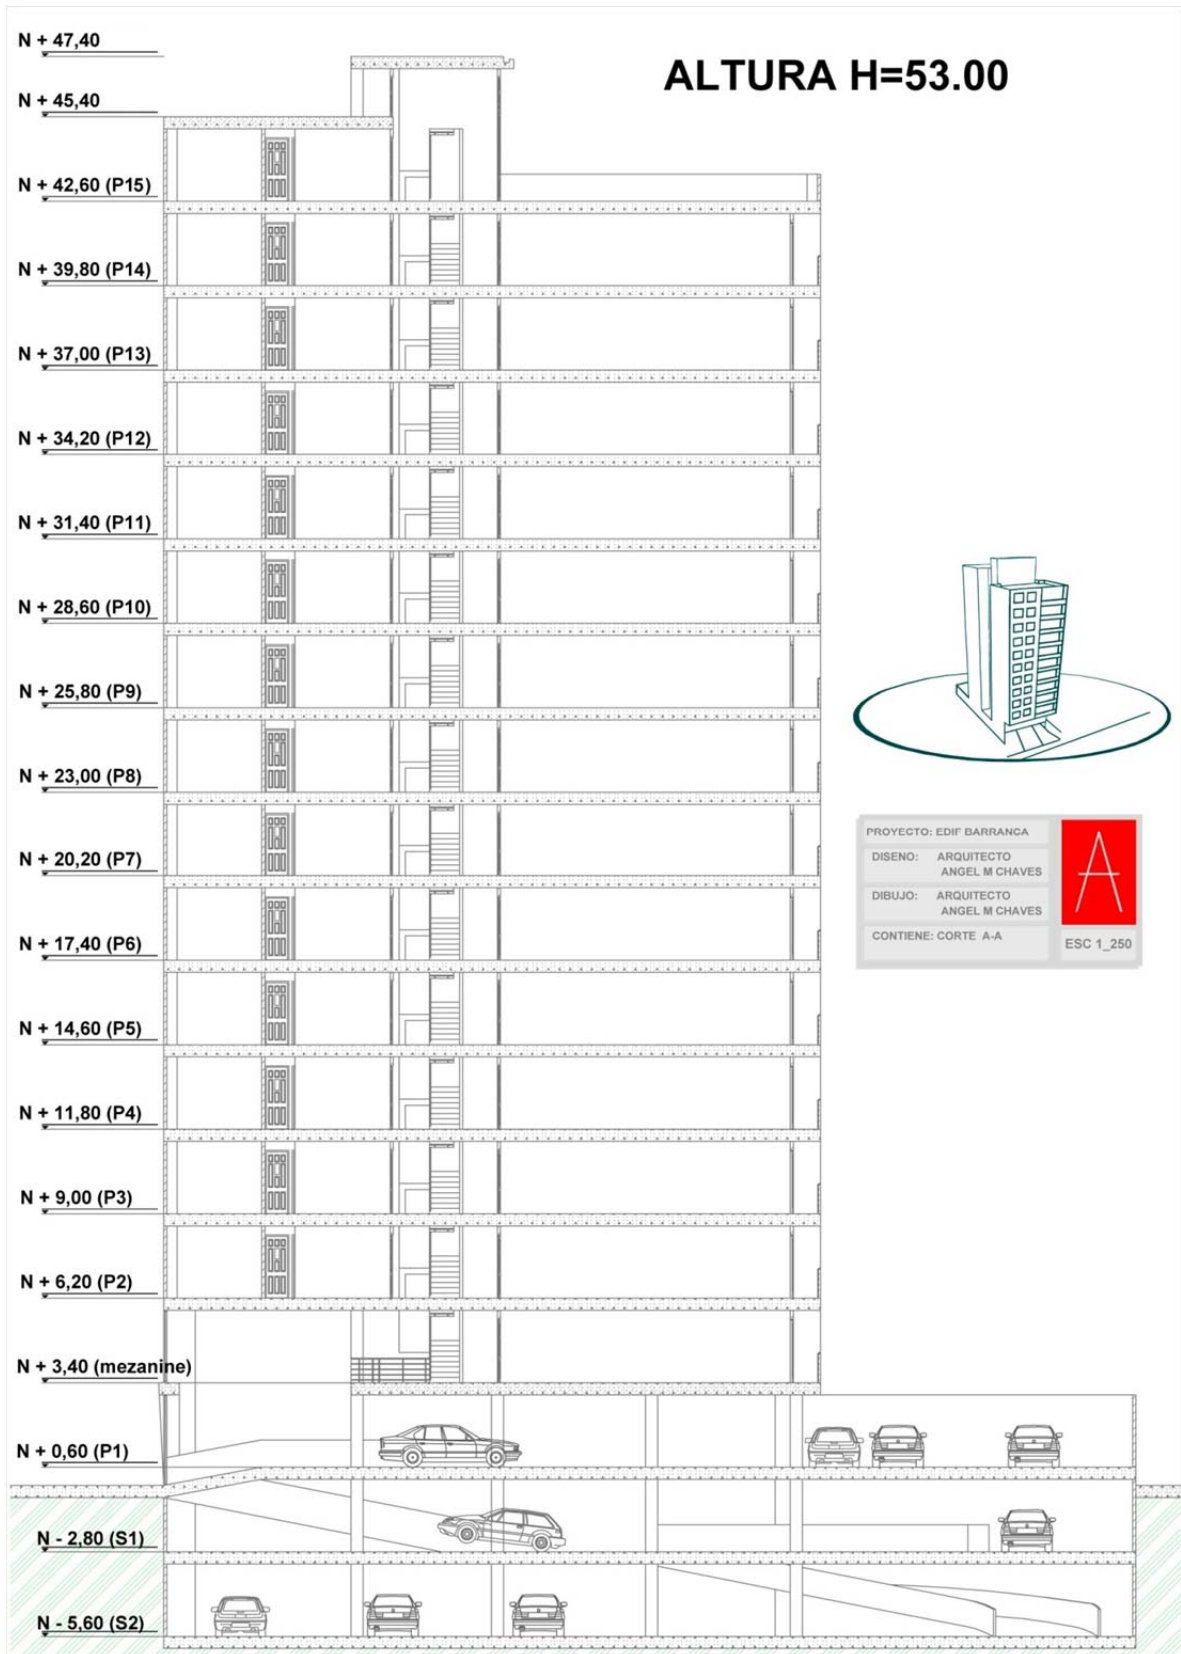 N + 47,40
ALTURA H=53.00
N + 45,40
N + 42,60 (P15)
N + 39,80 (P14)
N + 37,00 (P13)
N + 34,20 (P12)
N + 31,40 (P11)
N + 28,60 (P10)
N + 25,80 (P9)
N + 23,00 (P8)
N + 20,20 (P7)
N + 17,40 (P6)
N + 14,60 (P5)
N + 11,80 (P4)
N + 9,00 (P3)
N + 6,20 (P2)
N + 3,40 (mezanine)
N + 0,60 (P1)
N - 2,80 (S1)
N - 5,60 (S2)
PROYECTO: EDIF BARRANCA
DISENO: ARQUITECTO
ANGEL M CHAVES
DIBUJO: ARQUITECTO
ANGEL M CHAVES
CONTIENE: CORTE A-A
A
ESC 1_250